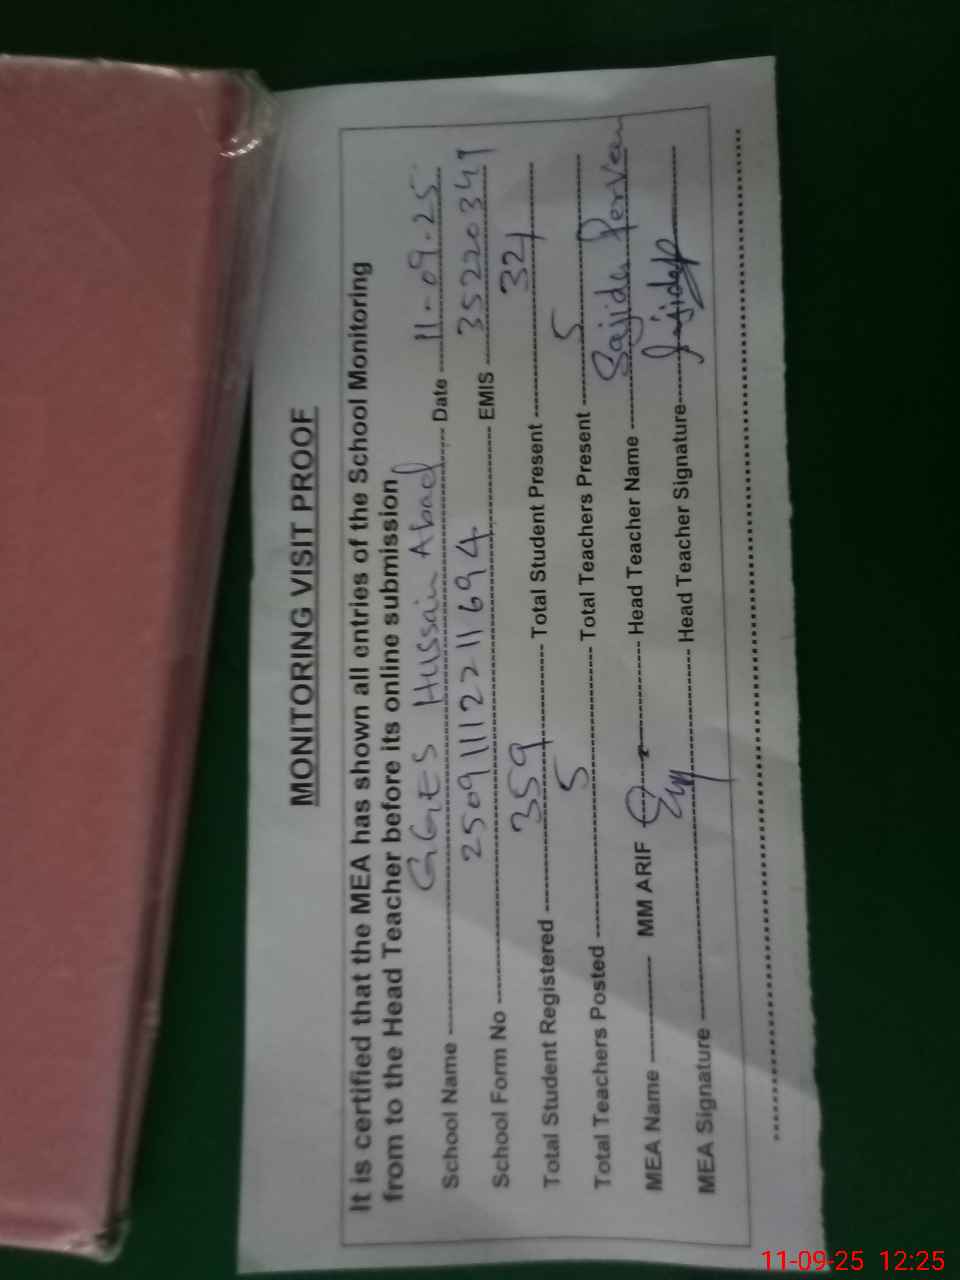 MONITORING VISIT PROOF
It is certified that the MEA has shown all entries of the School Monitoring
from to the Head Teacher before its online submission
School Name GGES Hussain Abad Date 11-09-25
School Form No 25091112211694 EMIS 35220349
Total Student Registered 359 Total Student Present 321
Total Teachers Posted 5 Total Teachers Present 5
MEA Name MM ARIF Head Teacher Name Sajida Perveen
MEA Signature Head Teacher Signature
11-09-25 12:25